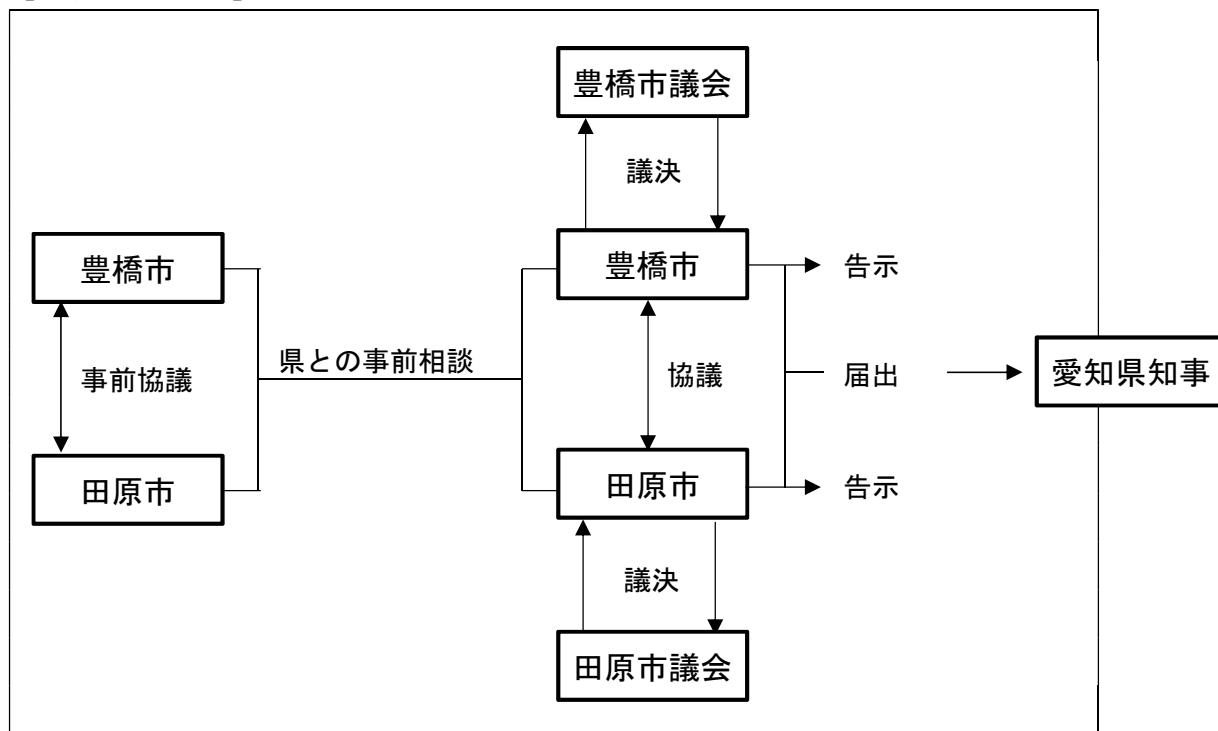 豊橋市議会
議決
豊橋市
豊橋市
告示
県との事前相談
事前協議
協議
届出
愛知県知事
田原市
田原市
告示
議決
田原市議会